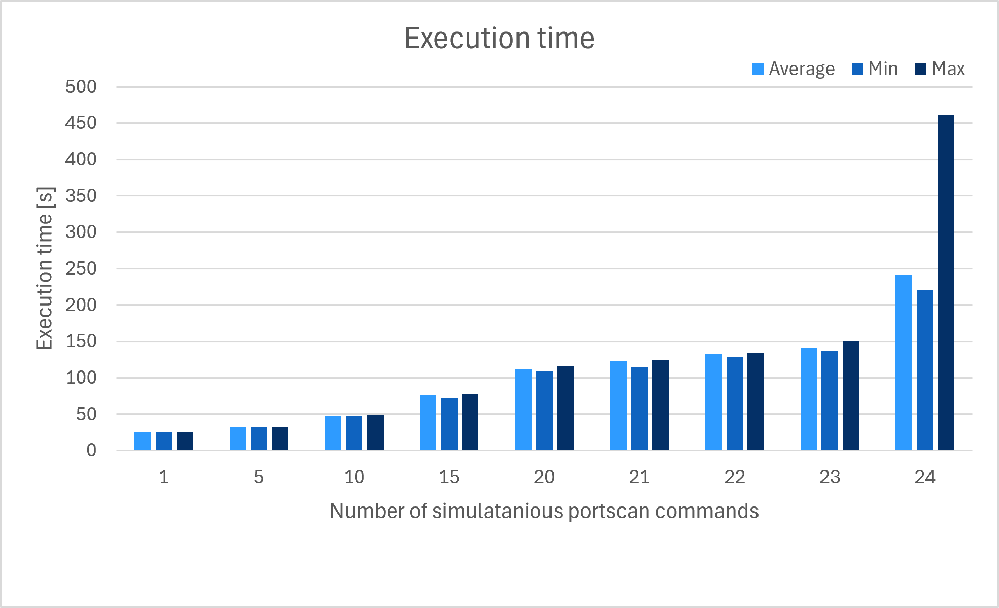 Execution time
Average Min Max
500
450
400
350
300
250
200
150
100
50
0
Execution time [s]
1 5 10 15 20 21 22 23 24
Number of simulatanious portscan commands